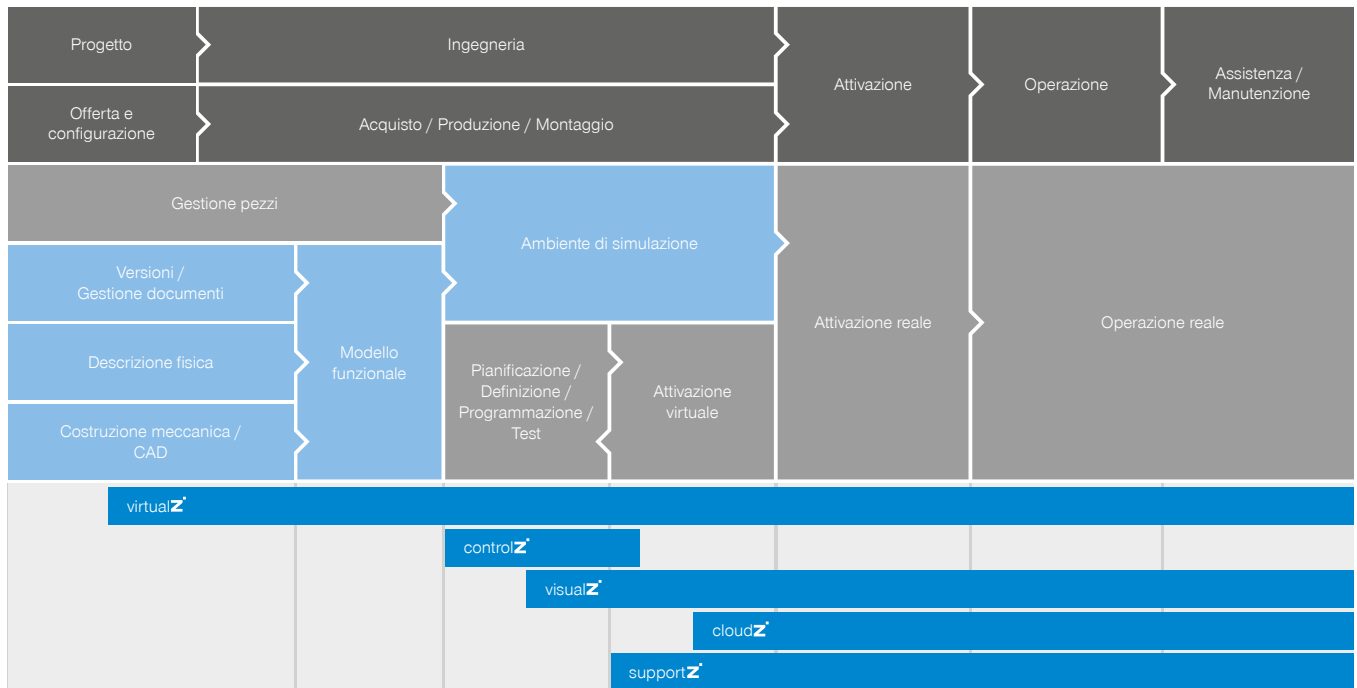 Progetto
Ingegneria
Attivazione
Operazione
Assistenza /
Manutenzione
Offerta e
configurazione
Acquisto / Produzione / Montaggio
Gestione pezzi
Ambiente di simulazione
Versioni /
Gestione documenti
Modello
funzionale
Attivazione reale
Operazione reale
Descrizione fisica
Pianificazione /
Definizione /
Programmazione /
Test
Attivazione
virtuale
Costruzione meccanica /
CAD
virtualz
controlz
visualz
cloudz
supportz